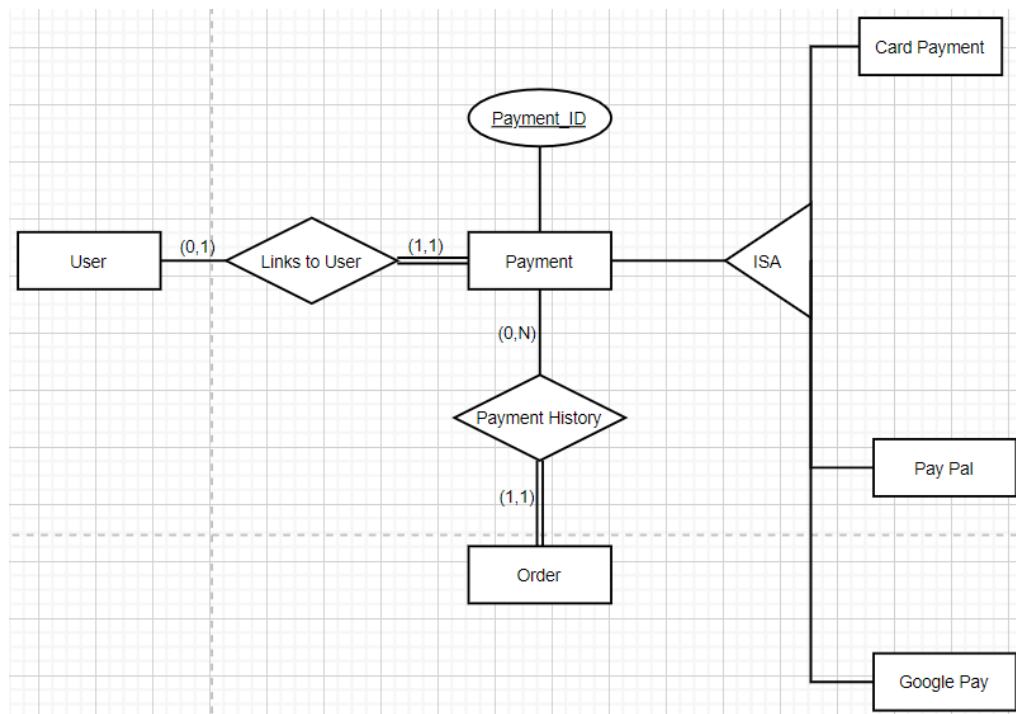 Card Payment
Payment_ID
User
(0,1)
Links to User
(1,1)
Payment
ISA
(0,N)
Payment History
Pay Pal
(1,1)
Order
Google Pay